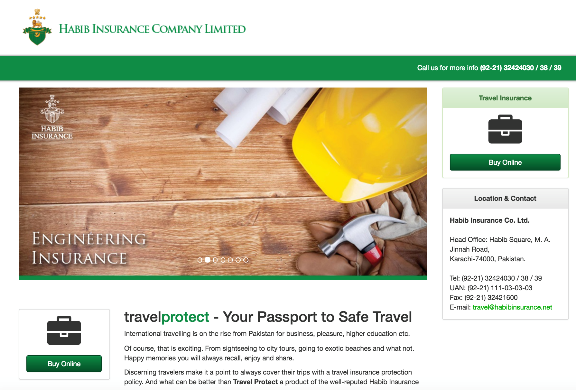 HABIB INSURANCE COMPANY LIMITED
Call us for more info (92-21) 32424030 / 38 / 39
HABIB
INSURANCE
ENGINEERING
INSURANCE
Travel Insurance
Buy Online
Location & Contact
Habib Insurance Co. Ltd.
Head Office: Habib Square, M. A.
Jinnah Road,
Karachi-74000, Pakistan.
Tel: (92-21) 32424030 / 38 / 39
UAN: (92-21) 111-03-03-03
Fax: (92-21) 32421600
E-mail: travel@habibinsurance.net
Buy Online
travelprotect - Your Passport to Safe Travel
International travelling is on the rise from Pakistan for business, pleasure, higher education etc.
Of course, that is exciting. From sightseeing to city tours, going to exotic beaches and what not.
Happy memories you will always recall, enjoy and share.
Discerning travelers make it a point to always cover their trips with a travel insurance protection
policy. And what can be better than Travel Protect a product of the well-reputed Habib Insurance